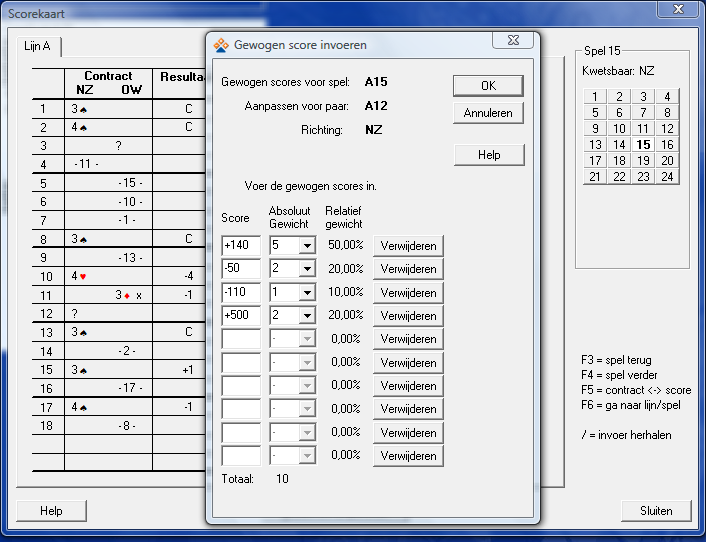 Scorekaart
Lijn A
Contract Resultaa
NZ OW
1 3♠ C
2 4♠ C
3 ?
4 -11 -
5 -15 -
6 -10 -
7 -1 -
8 3♠ C
9 -13 -
10 4♥ -4
11 3♦ x -1
12 ?
13 3♠ C
14 -2 -
15 3♠ +1
16 -17 -
17 4♠ -1
18 -8 -
Help
Gewogen score invoeren
Gewogen scores voor spel: A15
Aanpassen voor paar: A12
Richting: NZ
OK
Annuleren
Help
Voer de gewogen scores in.
Score Absoluut Gewicht Relatief gewicht
+140 5 50,00% Verwijderen
-50 2 20,00% Verwijderen
-110 1 10,00% Verwijderen
+500 2 20,00% Verwijderen
- 0,00% Verwijderen
- 0,00% Verwijderen
- 0,00% Verwijderen
- 0,00% Verwijderen
- 0,00% Verwijderen
- 0,00% Verwijderen
Totaal: 10
Spel 15
Kwetsbaar: NZ
1 2 3 4
5 6 7 8
9 10 11 12
13 14 15 16
17 18 19 20
21 22 23 24
F3 = spel terug
F4 = spel verder
F5 = contract <-> score
F6 = ga naar lijn/spel
/ = invoer herhalen
Sluiten